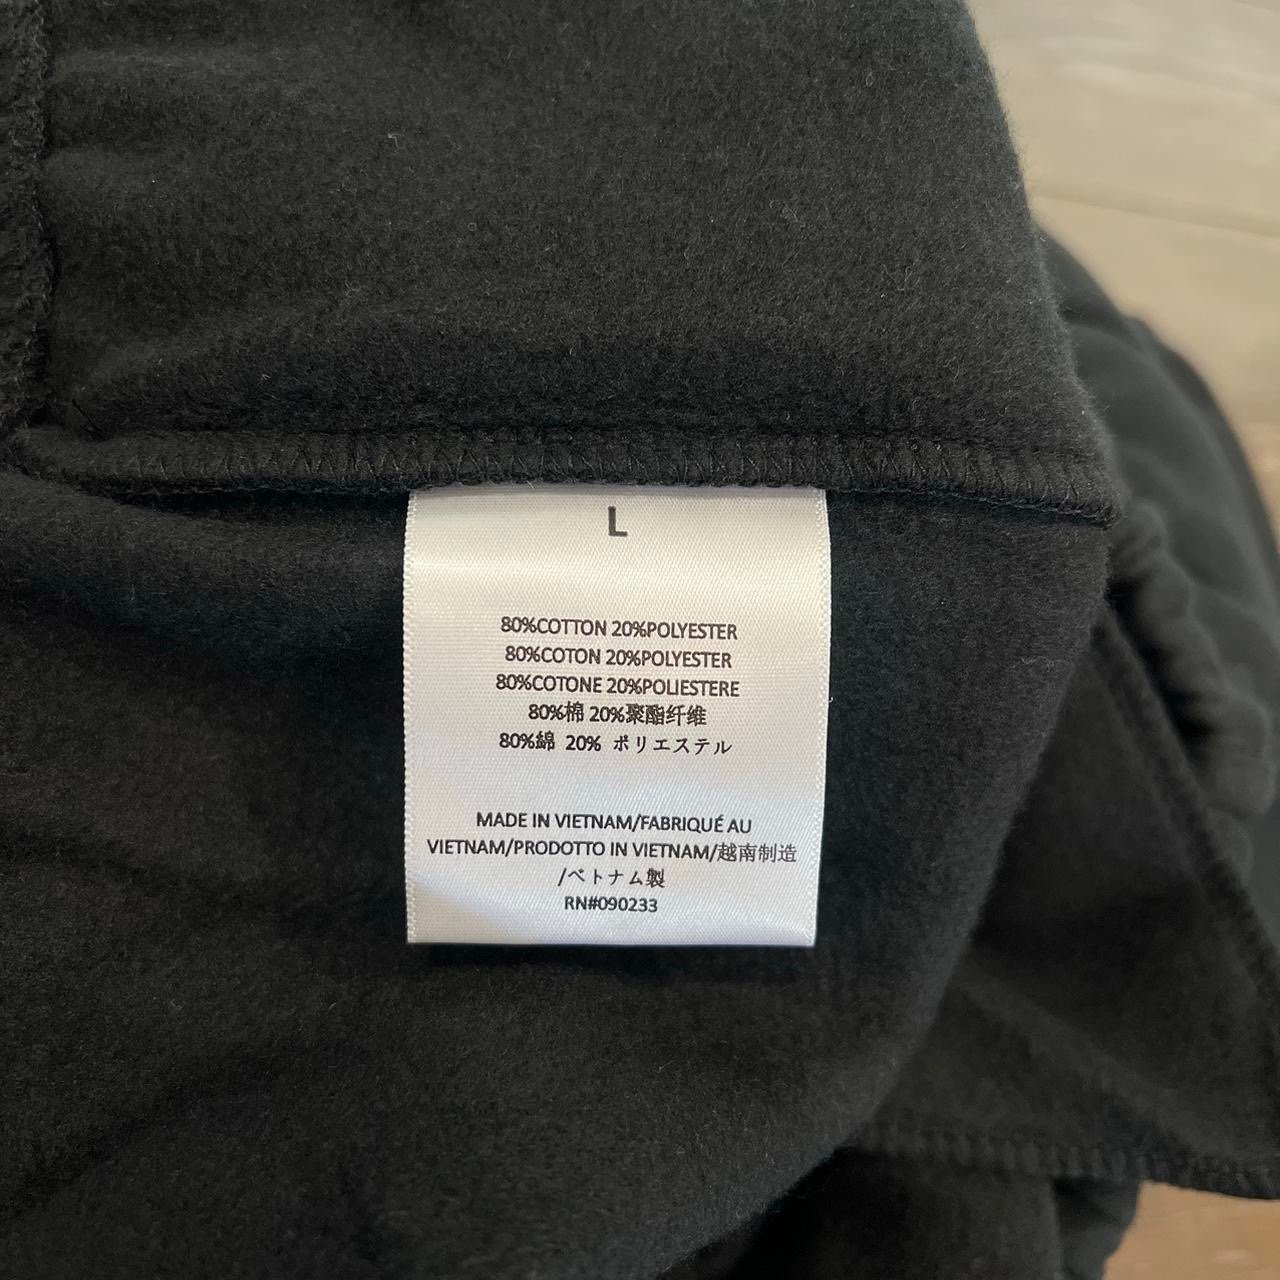 L
80%COTTON 20%POLYESTER
80%COTON 20%POLYESTER
80%COTONE 20%POLIESTERE
80%棉 20%聚酯纤维
80%綿 20% ポリエステル
MADE IN VIETNAM/FABRIQUÉ AU
VIETNAM/PRODOTTO IN VIETNAM/越南制造
/ベトナム製
RN#090233